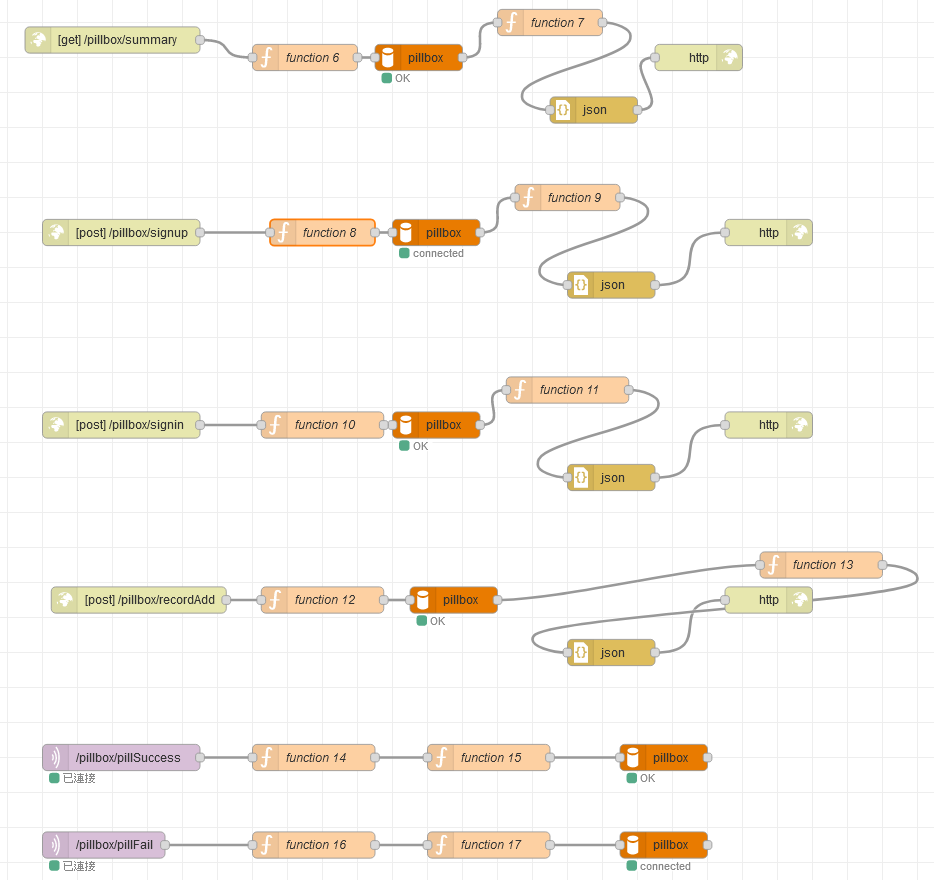 [get] /pillbox/summary
function 6
pillbox
OK
function 7
json
http
[post] /pillbox/signup
function 8
pillbox
connected
function 9
json
http
[post] /pillbox/signin
function 10
pillbox
OK
function 11
json
http
[post] /pillbox/recordAdd
function 12
pillbox
OK
function 13
http
json
/pillbox/pillSuccess
已連接
function 14
function 15
pillbox
OK
/pillbox/pillFail
已連接
function 16
function 17
pillbox
connected